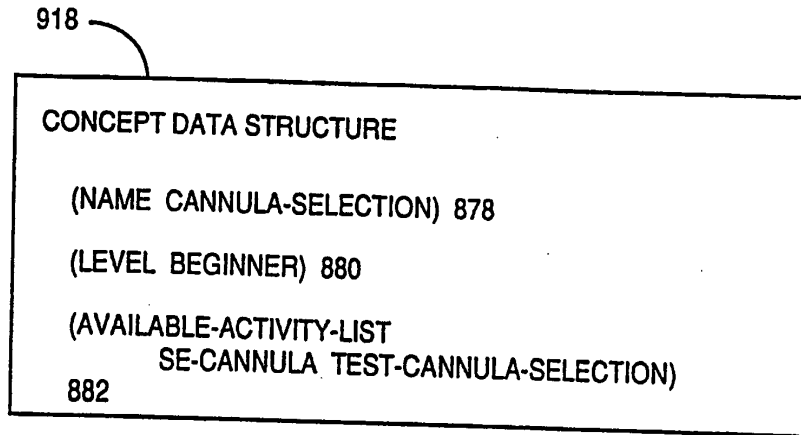 918
CONCEPT DATA STRUCTURE
(NAME CANNULA-SELECTION) 878
(LEVEL BEGINNER) 880
(AVAILABLE-ACTIVITY-LIST
SE-CANNULA TEST-CANNULA-SELECTION)
882